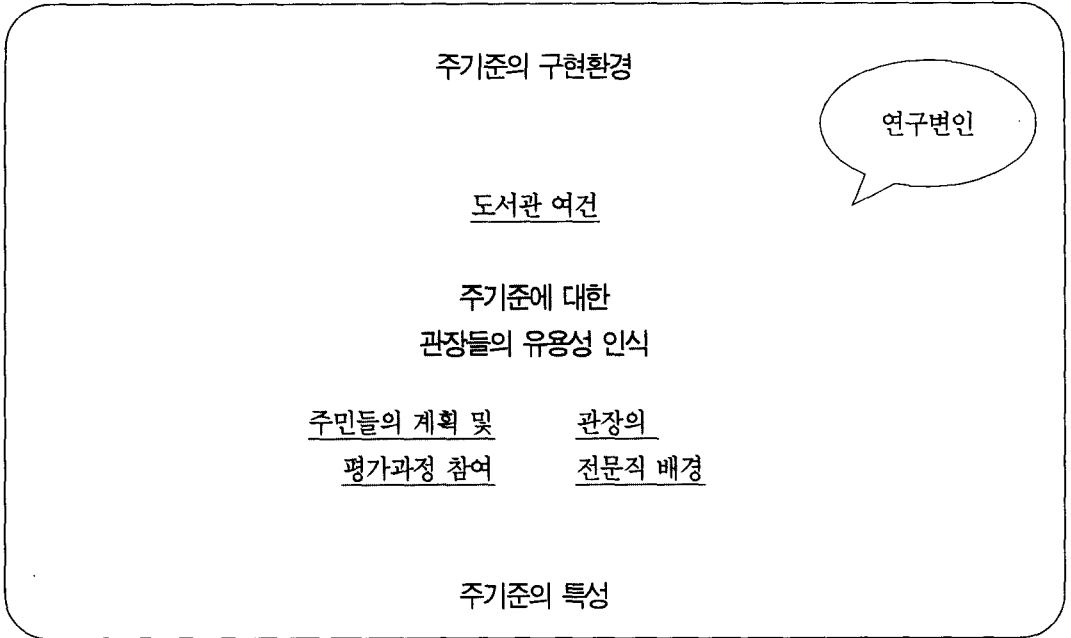 주기준의 구현환경
연구변인
도서관 여건
주기준에 대한
관장들의 유용성 인식
주민들의 계획 및
평가과정 참여
관장의
전문직 배경
주기준의 특성